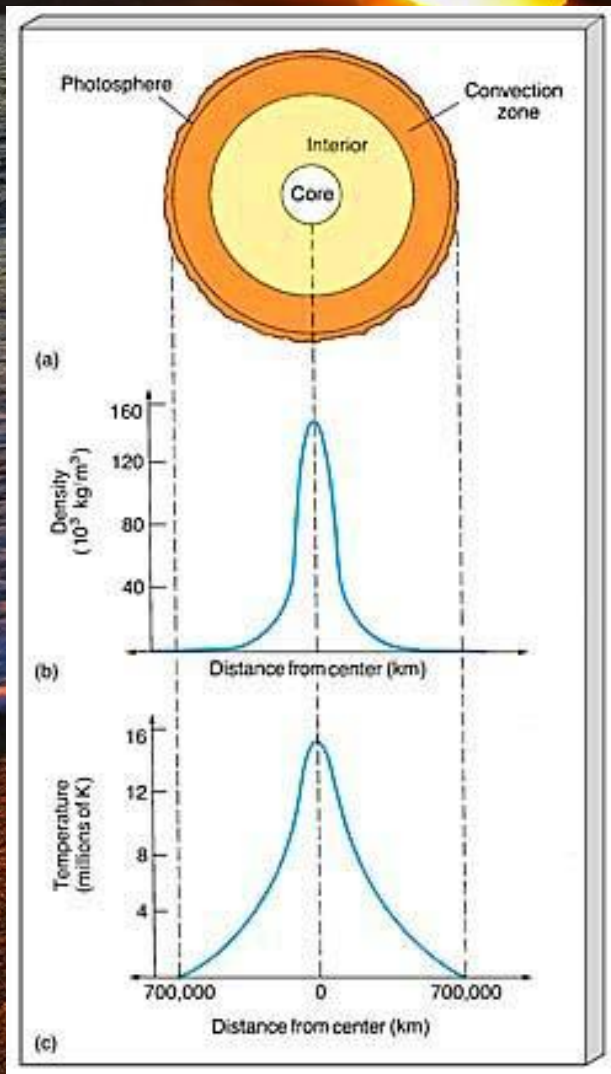 Photosphere
Convection
zone
Interior
Core
(a)
160
120
80
40
Density
(10³ kg/m³)
Distance from center (km)
(b)
16
12
8
4
Temperature
(millions of K)
700,000 0 700,000
Distance from center (km)
(c)